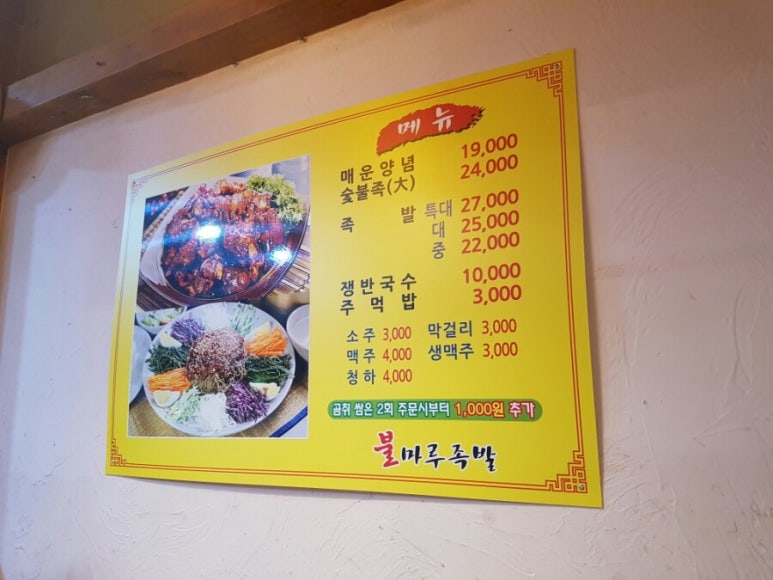 메뉴
매운양념 19,000
숯불족(大) 24,000
족발 특대 27,000
대 25,000
중 22,000
쟁반국수 10,000
주먹밥 3,000
소주 3,000 막걸리 3,000
맥주 4,000 생맥주 3,000
청하 4,000
곰취 쌈은 2회 주문시부터 1,000원 추가
불마루족발